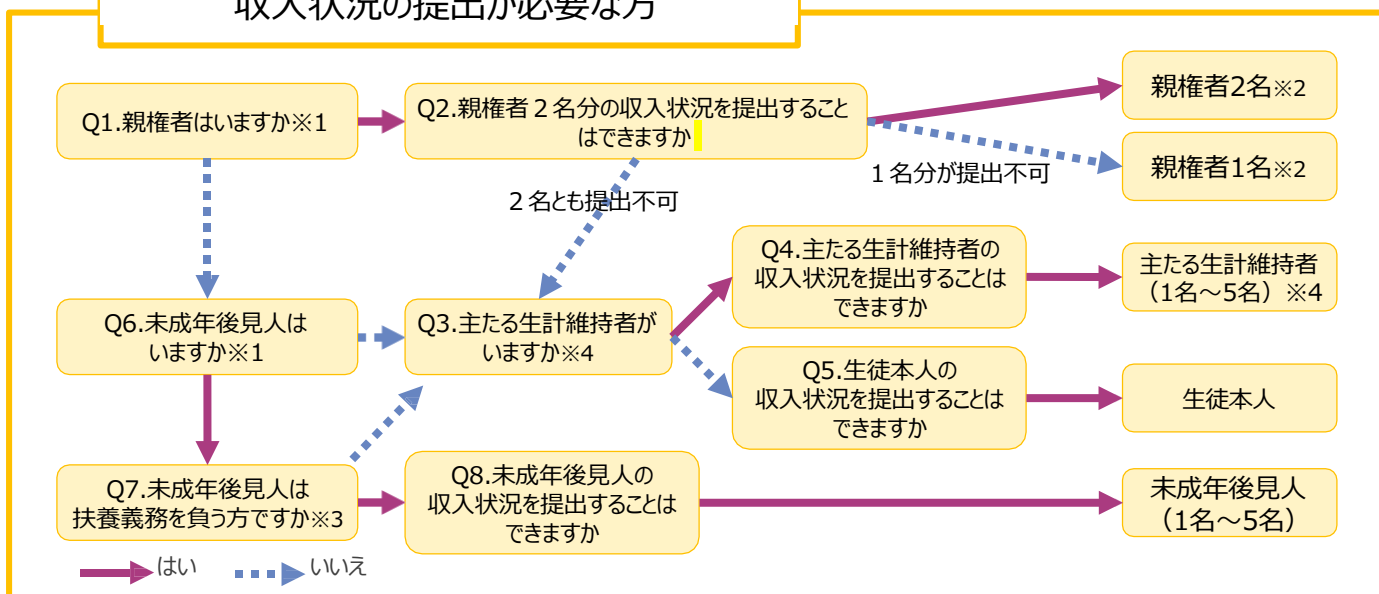 収入状況の提出が必要な方
Q1.親権者はいますか※1
Q2.親権者２名分の収入状況を提出すること
はできますか
親権者2名※2
親権者1名※2
１名分が提出不可
２名とも提出不可
Q6.未成年後見人は
いますか※1
Q3.主たる生計維持者が
いますか※4
Q4.主たる生計維持者の
収入状況を提出することは
できますか
主たる生計維持者
（1名～5名）※4
Q5.生徒本人の
収入状況を提出することは
できますか
生徒本人
Q7.未成年後見人は
扶養義務を負う方ですか※3
Q8.未成年後見人の
収入状況を提出することは
できますか
未成年後見人
（1名～5名）
はい
いいえ